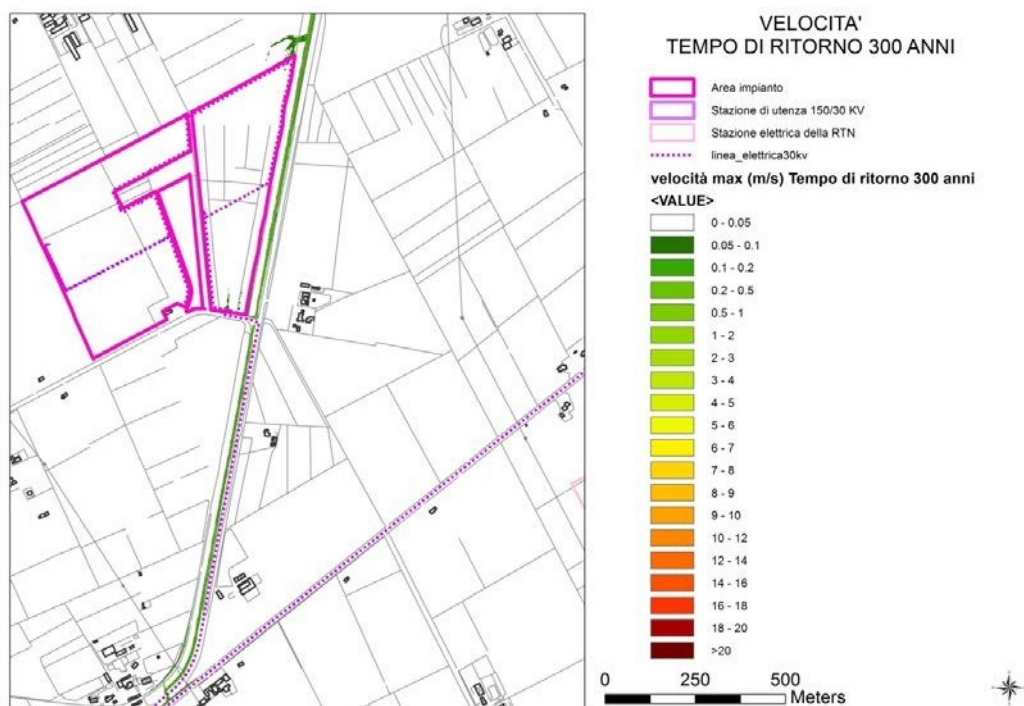 VELOCITA'
TEMPO DI RITORNO 300 ANNI
Area impianto
Stazione di utenza 150/30 KV
Stazione elettrica della RTN
linea_elettrica30kv
velocità max (m/s) Tempo di ritorno 300 anni
<VALUE>
0 - 0.05
0.05 - 0.1
0.1 - 0.2
0.2 - 0.5
0.5 - 1
1 - 2
2 - 3
3 - 4
4 - 5
5 - 6
6 - 7
7 - 8
8 - 9
9 - 10
10 - 12
12 - 14
14 - 16
16 - 18
18 - 20
>20
0 250 500
Meters